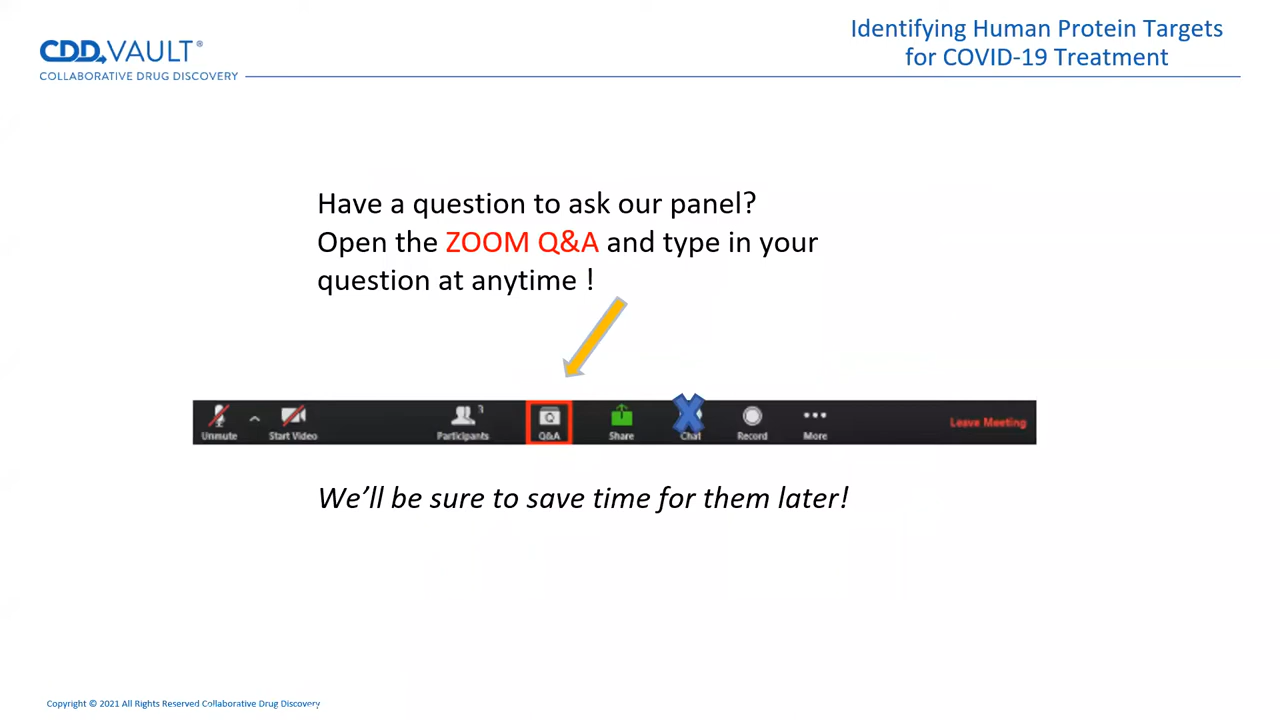 CDD VAULT®
COLLABORATIVE DRUG DISCOVERY
Identifying Human Protein Targets
for COVID-19 Treatment
Have a question to ask our panel?
Open the ZOOM Q&A and type in your
question at anytime !
3
Unmute Start Video Participants Q&A Share Chat Record More Leave Meeting
We’ll be sure to save time for them later!
Copyright © 2021 All Rights Reserved Collaborative Drug Discovery